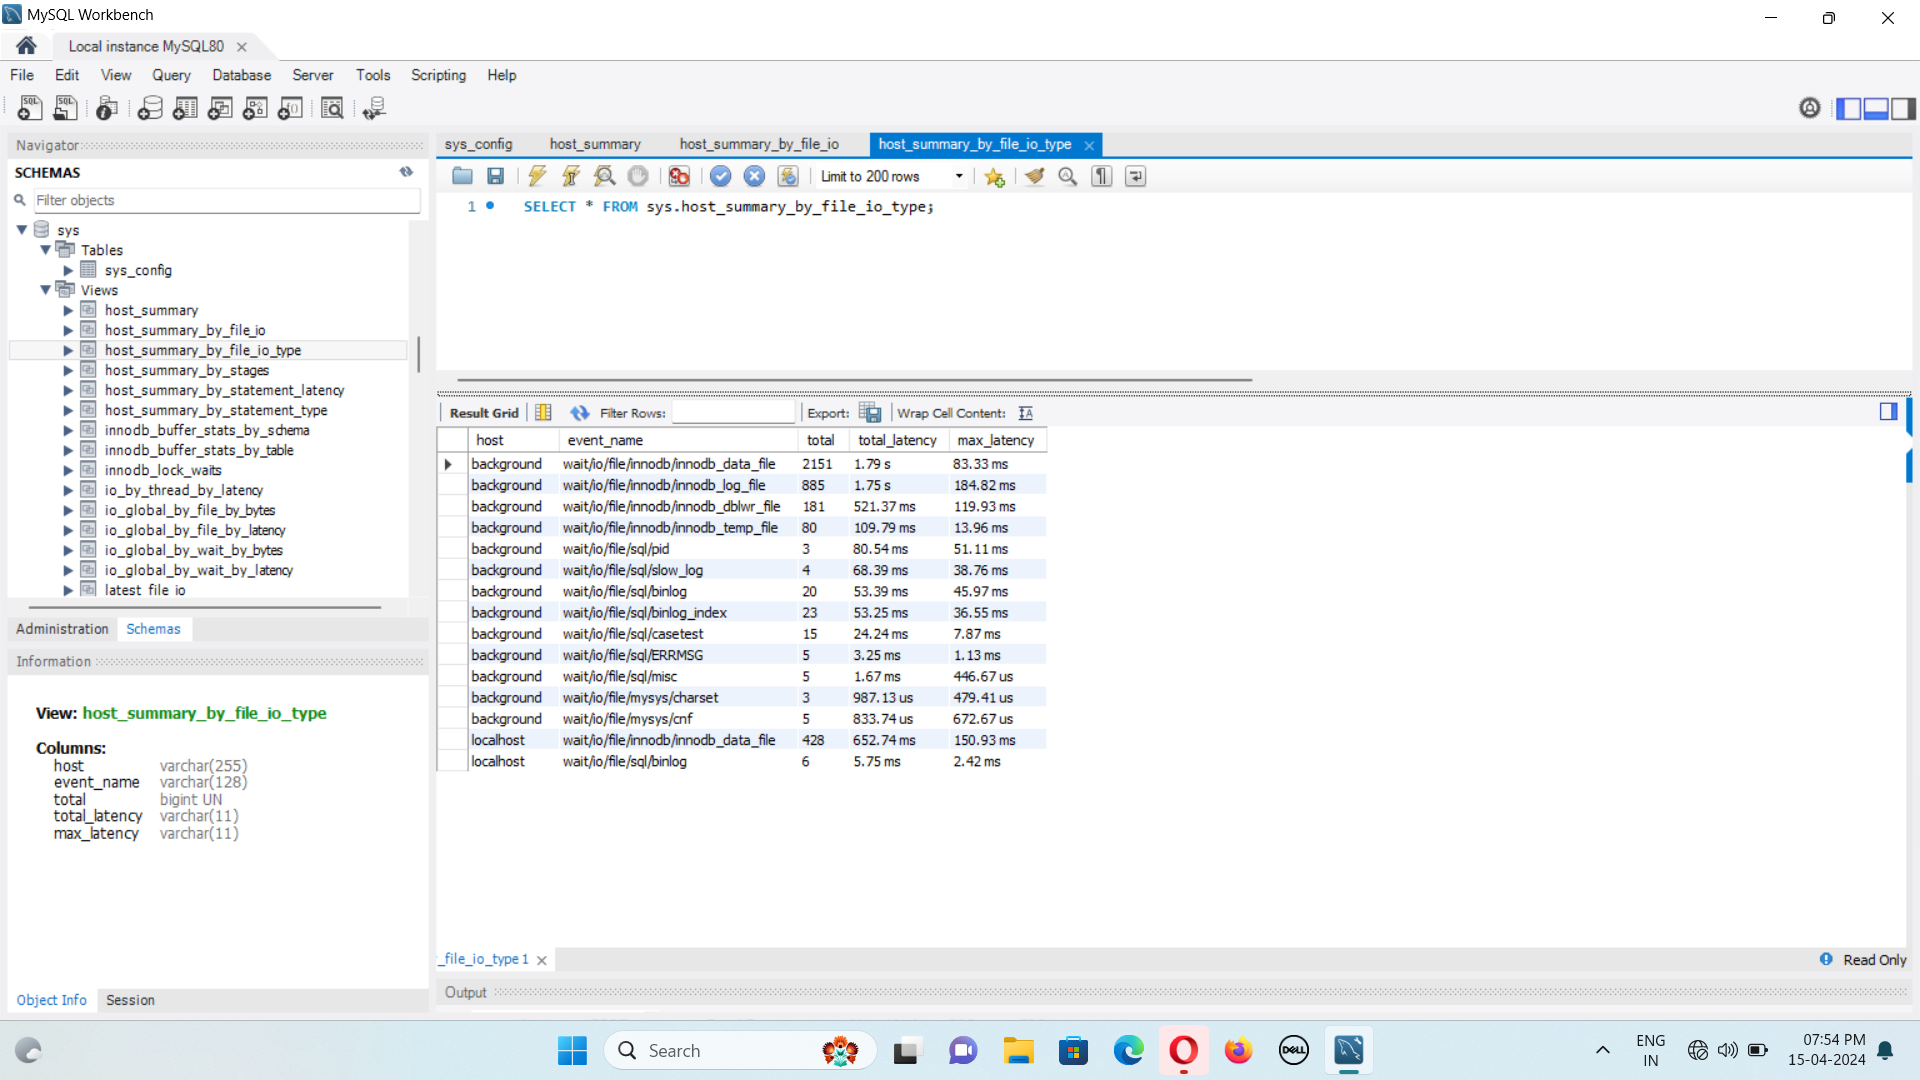 MySQL Workbench
Local instance MySQL80
File Edit View Query Database Server Tools Scripting Help
Navigator
SCHEMAS
Filter objects
sys
Tables
sys_config
Views
host_summary
host_summary_by_file_io
host_summary_by_file_io_type
host_summary_by_stages
host_summary_by_statement_latency
host_summary_by_statement_type
innodb_buffer_stats_by_schema
innodb_buffer_stats_by_table
innodb_lock_waits
io_by_thread_by_latency
io_global_by_file_by_bytes
io_global_by_file_by_latency
io_global_by_wait_by_bytes
io_global_by_wait_by_latency
latest_file_io
Administration Schemas
Information
View: host_summary_by_file_io_type
Columns:
host varchar(255)
event_name varchar(128)
total bigint UN
total_latency varchar(11)
max_latency varchar(11)
Object Info Session
sys_config host_summary host_summary_by_file_io host_summary_by_file_io_type
Limit to 200 rows
1 SELECT * FROM sys.host_summary_by_file_io_type;
Result Grid Filter Rows: Export: Wrap Cell Content:
host event_name total total_latency max_latency
background wait/io/file/innodb/innodb_data_file 2151 1.79 s 83.33 ms
background wait/io/file/innodb/innodb_log_file 885 1.75 s 184.82 ms
background wait/io/file/innodb/innodb_dblwr_file 181 521.37 ms 119.93 ms
background wait/io/file/innodb/innodb_temp_file 80 109.79 ms 13.96 ms
background wait/io/file/sql/pid 3 80.54 ms 51.11 ms
background wait/io/file/sql/slow_log 4 68.39 ms 38.76 ms
background wait/io/file/sql/binlog 20 53.39 ms 45.97 ms
background wait/io/file/sql/binlog_index 23 53.25 ms 36.55 ms
background wait/io/file/sql/casetest 15 24.24 ms 7.87 ms
background wait/io/file/sql/ERRMSG 5 3.25 ms 1.13 ms
background wait/io/file/sql/misc 5 1.67 ms 446.67 us
background wait/io/file/mysys/charset 3 987.13 us 479.41 us
background wait/io/file/mysys/cnf 5 833.74 us 672.67 us
localhost wait/io/file/innodb/innodb_data_file 428 652.74 ms 150.93 ms
localhost wait/io/file/sql/binlog 6 5.75 ms 2.42 ms
_file_io_type 1
Read Only
Output
Search
DELL
ENG
IN
07:54 PM
15-04-2024